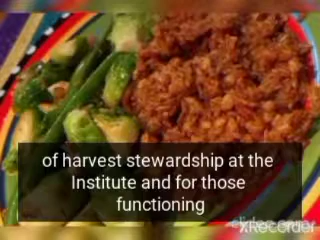 of harvest stewardship at the
Institute and for those
functioning
XRecorder